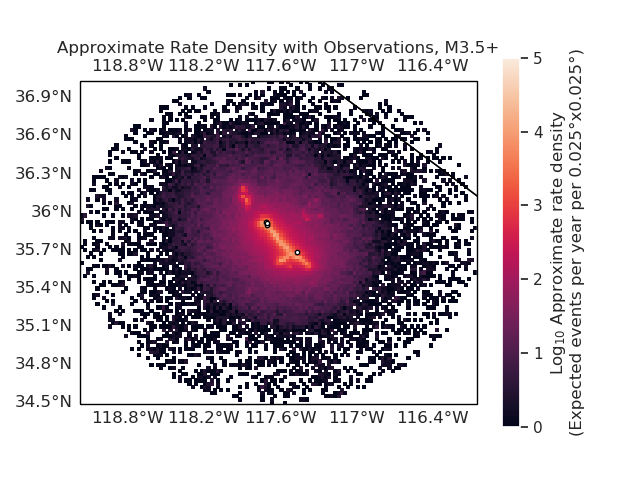 Approximate Rate Density with Observations, M3.5+
118.8°W 118.2°W 117.6°W 117°W 116.4°W
36.9°N
36.6°N
36.3°N
36°N
35.7°N
35.4°N
35.1°N
34.8°N
34.5°N
118.8°W 118.2°W 117.6°W 117°W 116.4°W
5
4
3
2
1
0
Log₁₀ Approximate rate density
(Expected events per year per 0.025°x0.025°)